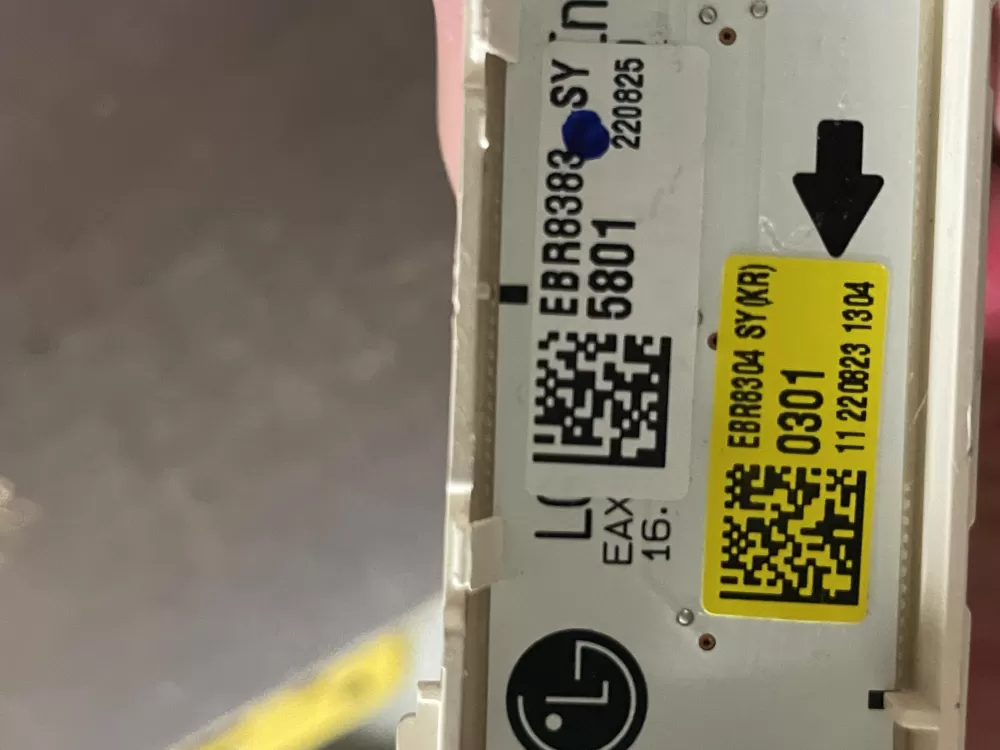 EBR8383 SY
5801
220825
EAX
16.
EBR8304 SY(KR)
0301
11 220823 1304
LG